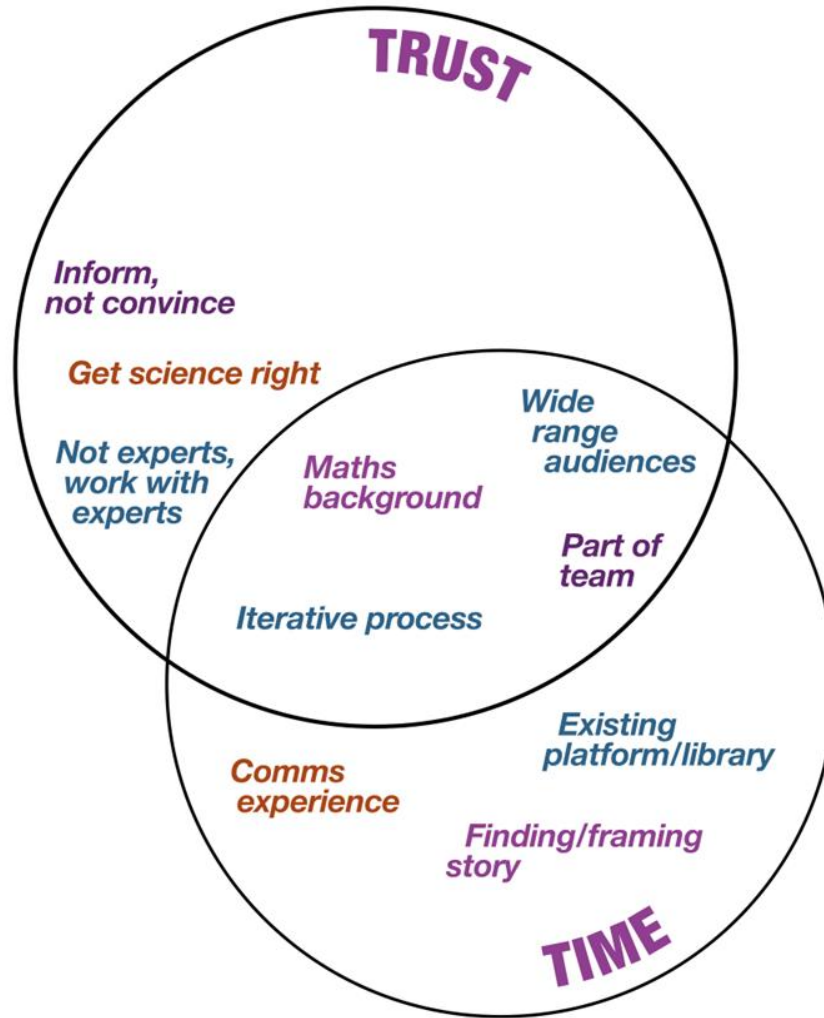 TRUST
Inform,
not convince
Get science right
Not experts,
work with
experts
Maths
background
Wide
range
audiences
Part of
team
Iterative process
Existing
platform/library
Comms
experience
Finding/framing
story
TIME